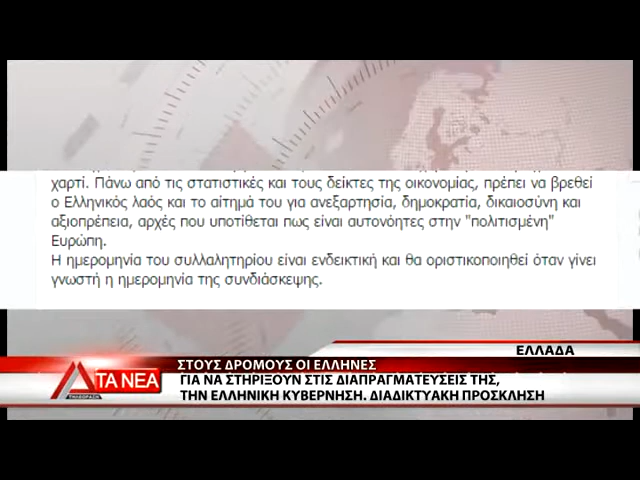 χαρτί. Πάνω από τις στατιστικές και τους δείκτες της οικονομίας, πρέπει να βρεθεί
ο Ελληνικός λαός και το αίτημά του για ανεξαρτησία, δημοκρατία, δικαιοσύνη και
αξιοπρέπεια, αρχές που υποτίθεται πως είναι αυτονόητες στην "πολιτισμένη"
Ευρώπη.
Η ημερομηνία του συλλαλητηρίου είναι ενδεικτική και θα οριστικοποιηθεί όταν γίνει
γνωστή η ημερομηνία της συνδιάσκεψης.
ΕΛΛΑΔΑ
ΣΤΟΥΣ ΔΡΟΜΟΥΣ ΟΙ ΕΛΛΗΝΕΣ
ΤΑ ΝΕΑ
ΤΗΛΕΟΡΑΣΗ
ΓΙΑ ΝΑ ΣΤΗΡΙΞΟΥΝ ΣΤΙΣ ΔΙΑΠΡΑΓΜΑΤΕΥΣΕΙΣ ΤΗΣ,
ΤΗΝ ΕΛΛΗΝΙΚΗ ΚΥΒΕΡΝΗΣΗ. ΔΙΑΔΙΚΤΥΑΚΗ ΠΡΟΣΚΛΗΣΗ